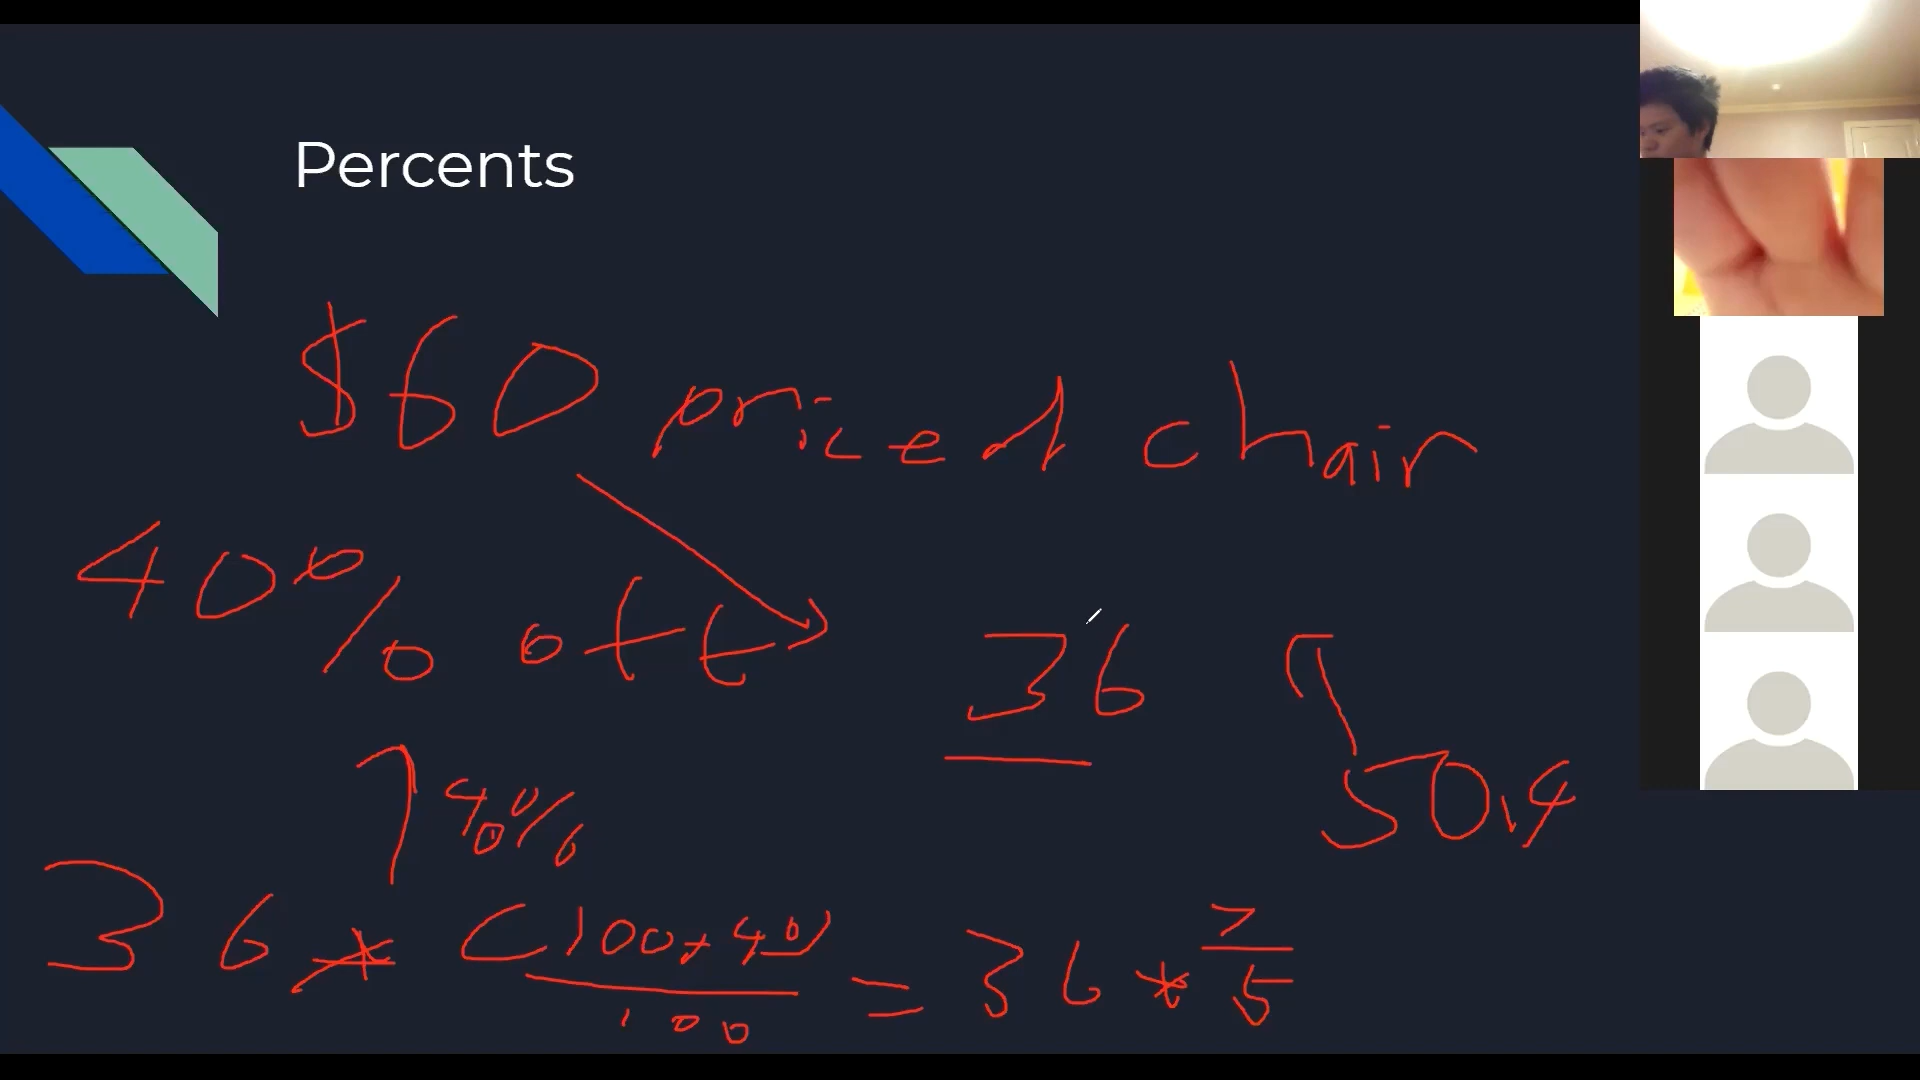 Percents
$60 priced chair
40% off
36
50.4
↑40%
36 * (100+40)/100 = 36 * 7/5